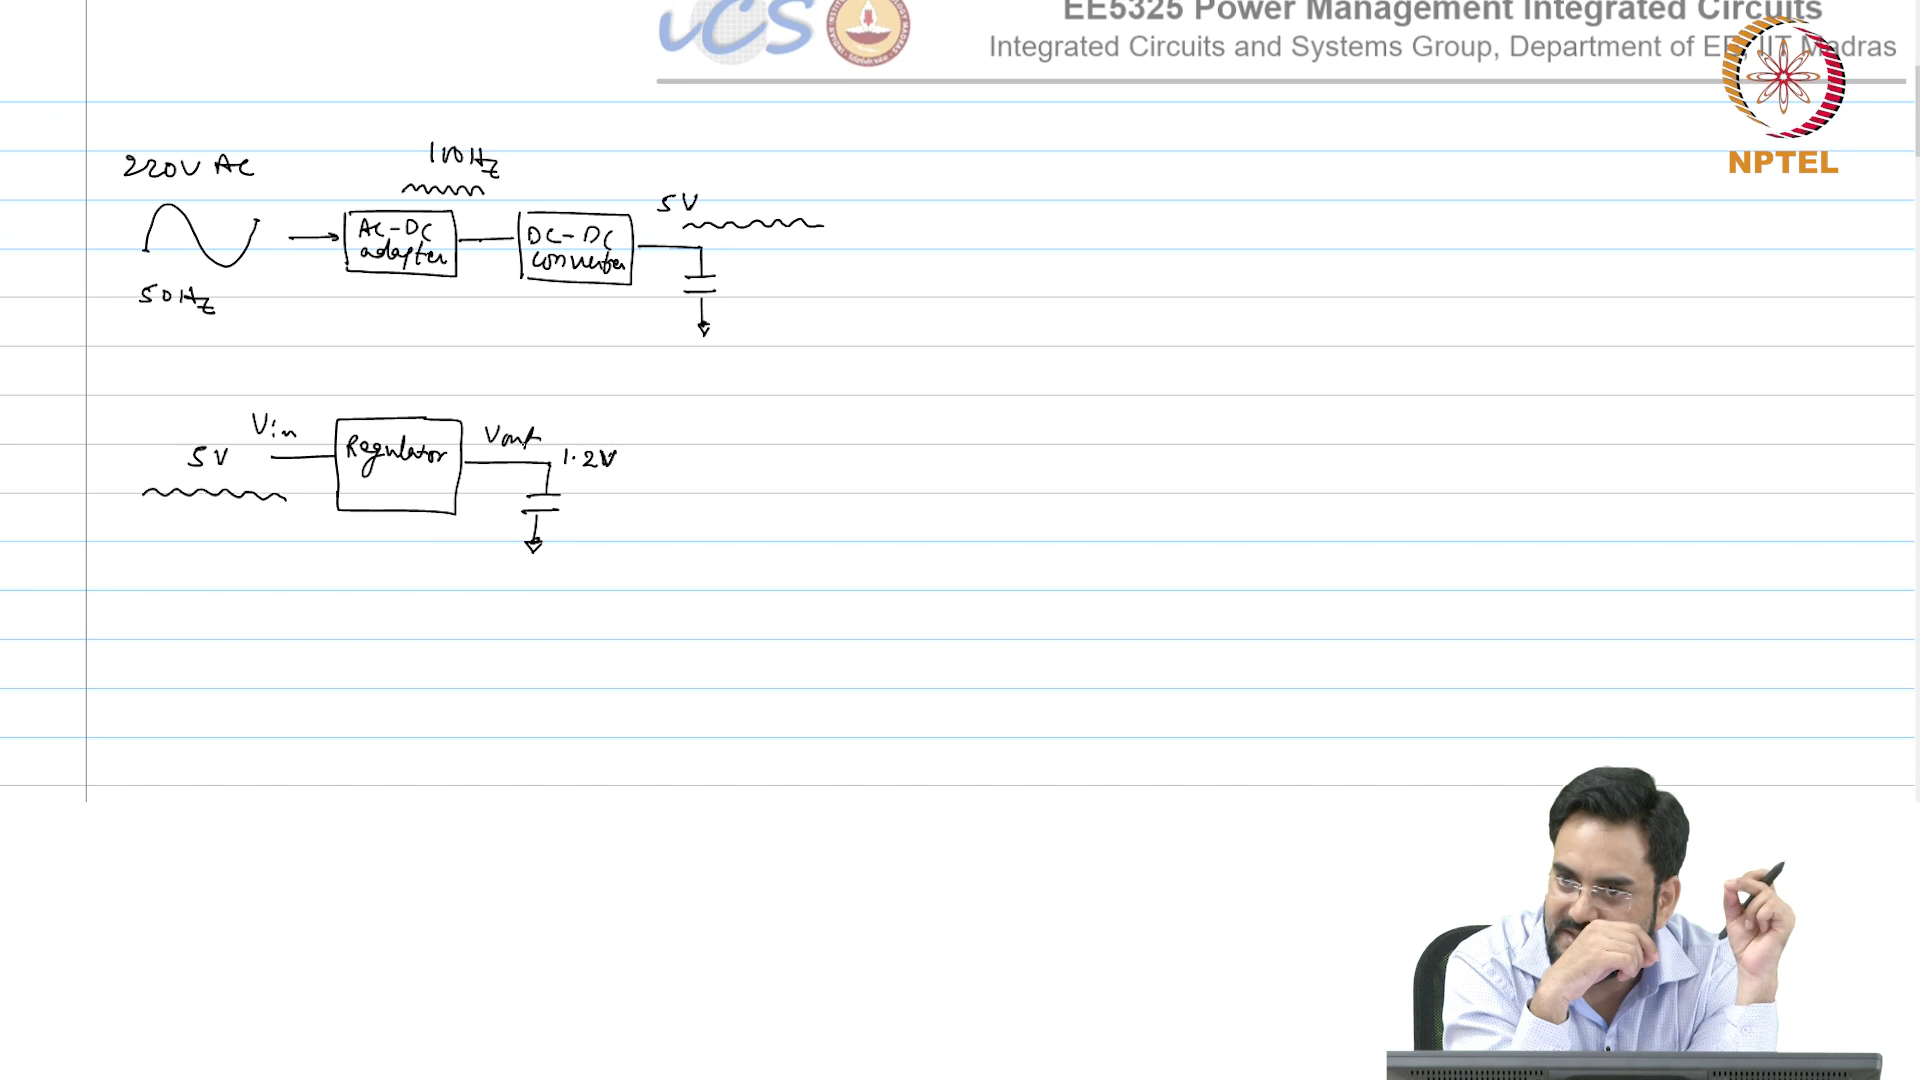 EE5325 Power Management Integrated Circuits
Integrated Circuits and Systems Group, Department of EE, IIT Madras
NPTEL
220V AC
100Hz
50Hz
AC-DC
adapter
DC-DC
converter
5V
Vin
5V
Regulator
Vout
1.2V